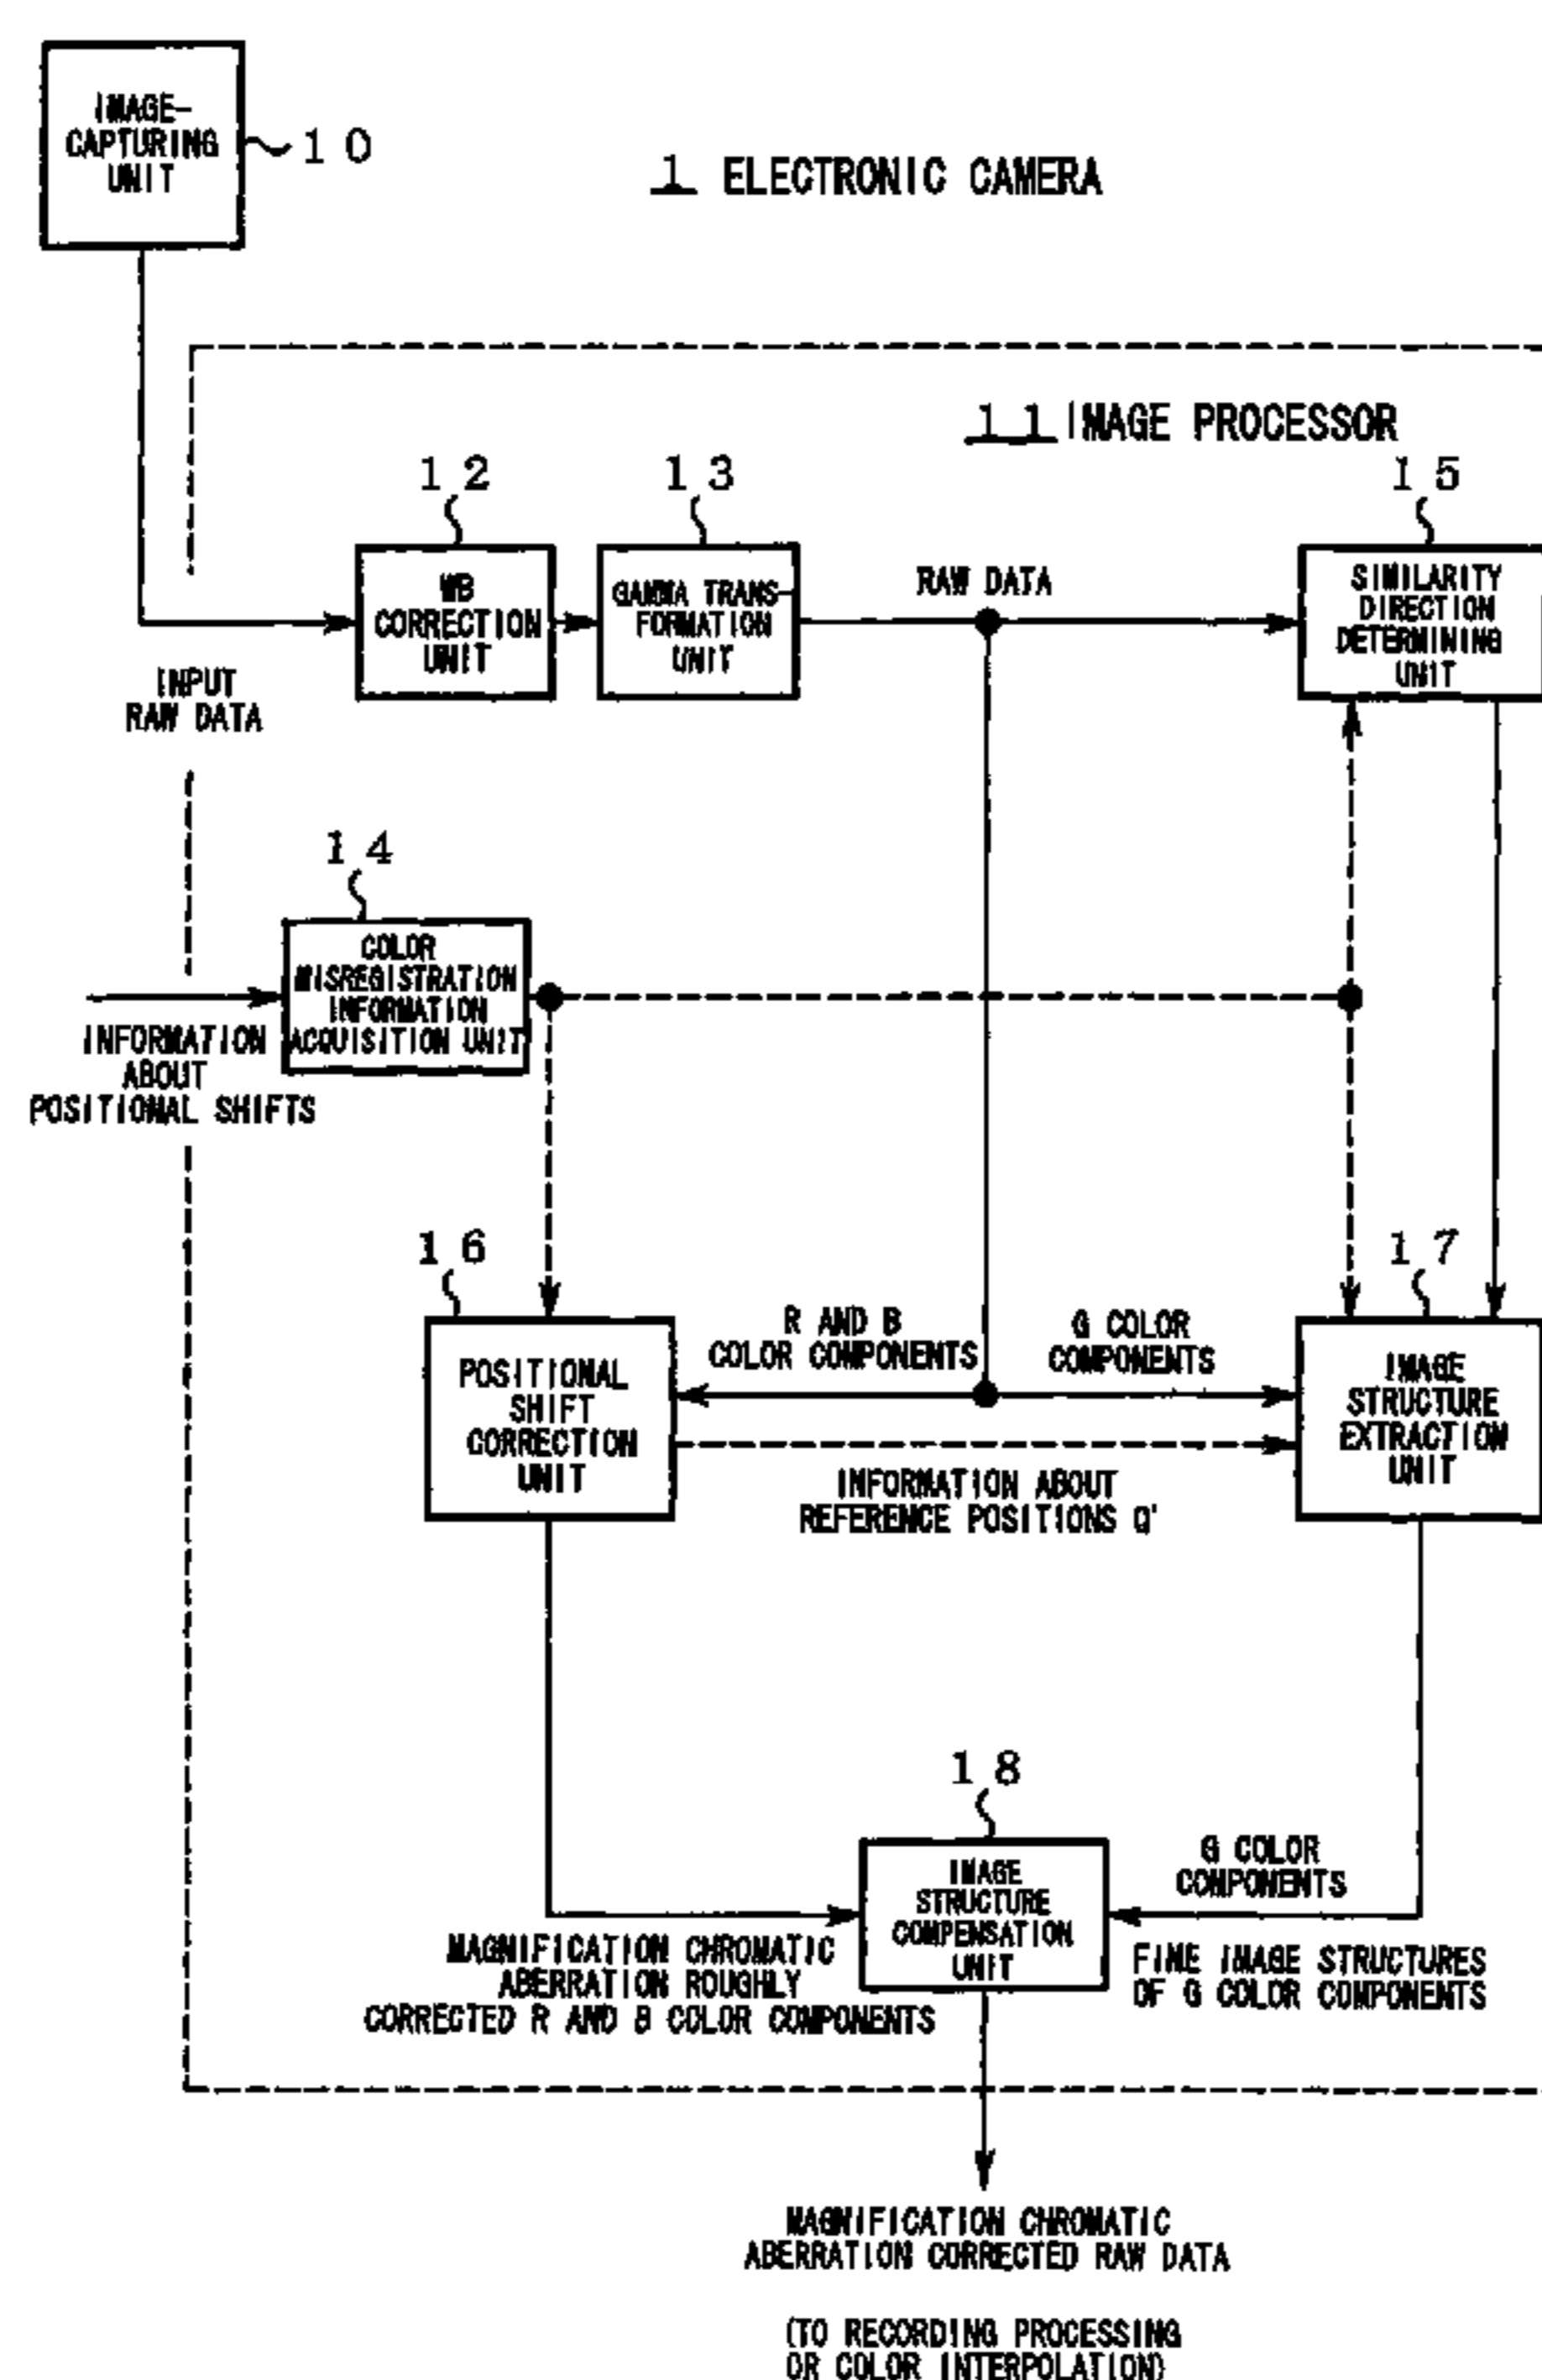 IMAGE-
CAPTURING
UNIT
10
1 ELECTRONIC CAMERA
11 IMAGE PROCESSOR
12
13
15
WB
CORRECTION
UNIT
GAMMA TRANS-
FORMATION
UNIT
RAW DATA
SIMILARITY
DIRECTION
DETERMINING
UNIT
INPUT
RAW DATA
14
COLOR
MISREGISTRATION
INFORMATION
ACQUISITION UNIT
INFORMATION
ABOUT
POSITIONAL SHIFTS
16
17
R AND B
COLOR COMPONENTS
G COLOR
COMPONENTS
POSITIONAL
SHIFT
CORRECTION
UNIT
IMAGE
STRUCTURE
EXTRACTION
UNIT
INFORMATION ABOUT
REFERENCE POSITIONS Q'
18
IMAGE
STRUCTURE
COMPENSATION
UNIT
G COLOR
COMPONENTS
MAGNIFICATION CHROMATIC
ABERRATION ROUGHLY
CORRECTED R AND B COLOR COMPONENTS
FINE IMAGE STRUCTURES
OF G COLOR COMPONENTS
MAGNIFICATION CHROMATIC
ABERRATION CORRECTED RAW DATA
(TO RECORDING PROCESSING
OR COLOR INTERPOLATION)